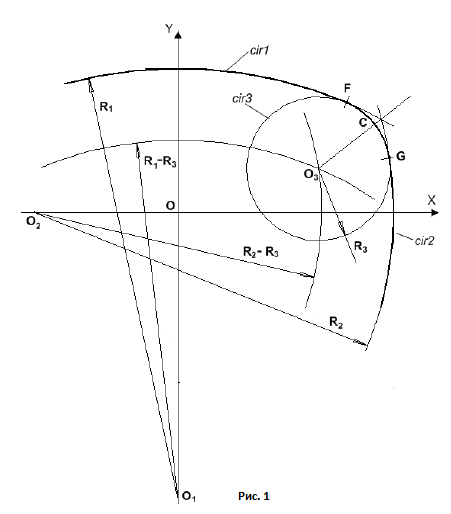 Y
cir1
R1
F
cir3
C
G
R1-R3
O3
O
X
O2
R3
R2- R3
cir2
R2
O1
Рис. 1